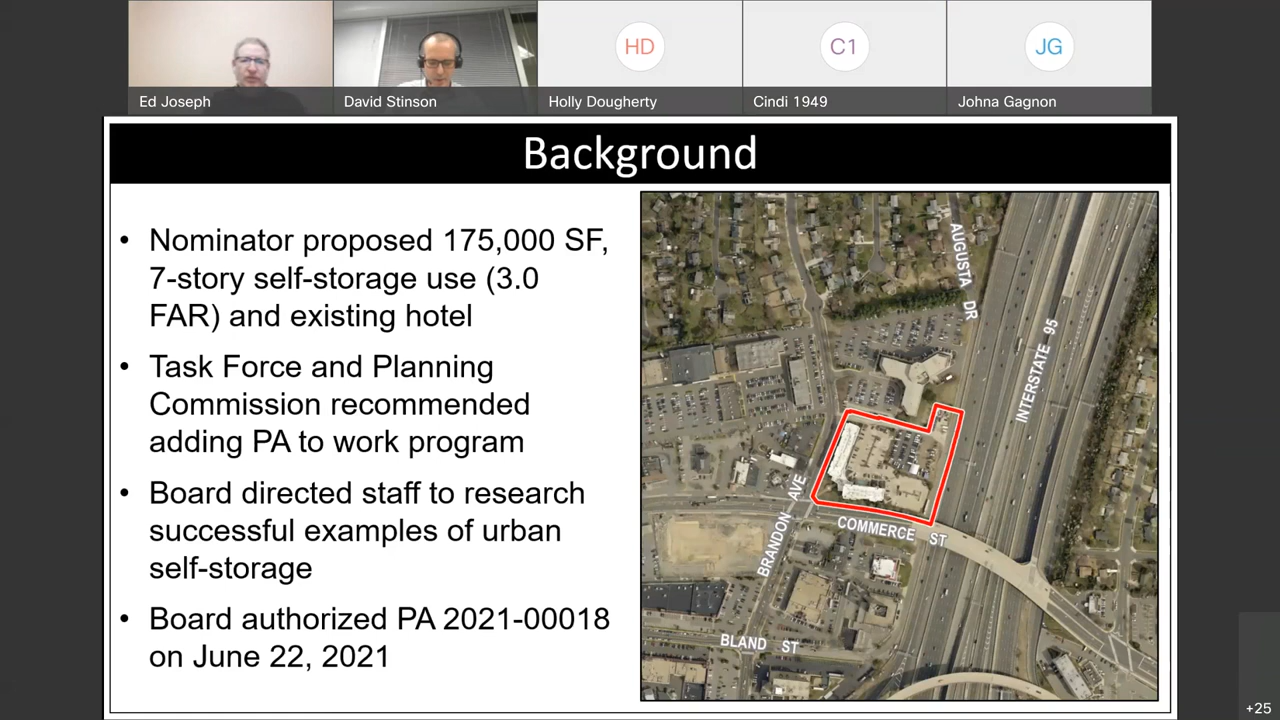 HD
C1
JG
Ed Joseph
David Stinson
Holly Dougherty
Cindi 1949
Johna Gagnon
Background
• Nominator proposed 175,000 SF,
7-story self-storage use (3.0
FAR) and existing hotel
• Task Force and Planning
Commission recommended
adding PA to work program
• Board directed staff to research
successful examples of urban
self-storage
• Board authorized PA 2021-00018
on June 22, 2021
AUGUSTA DR
INTERSTATE 95
BRANDON AVE
COMMERCE ST
BLAND ST
+25